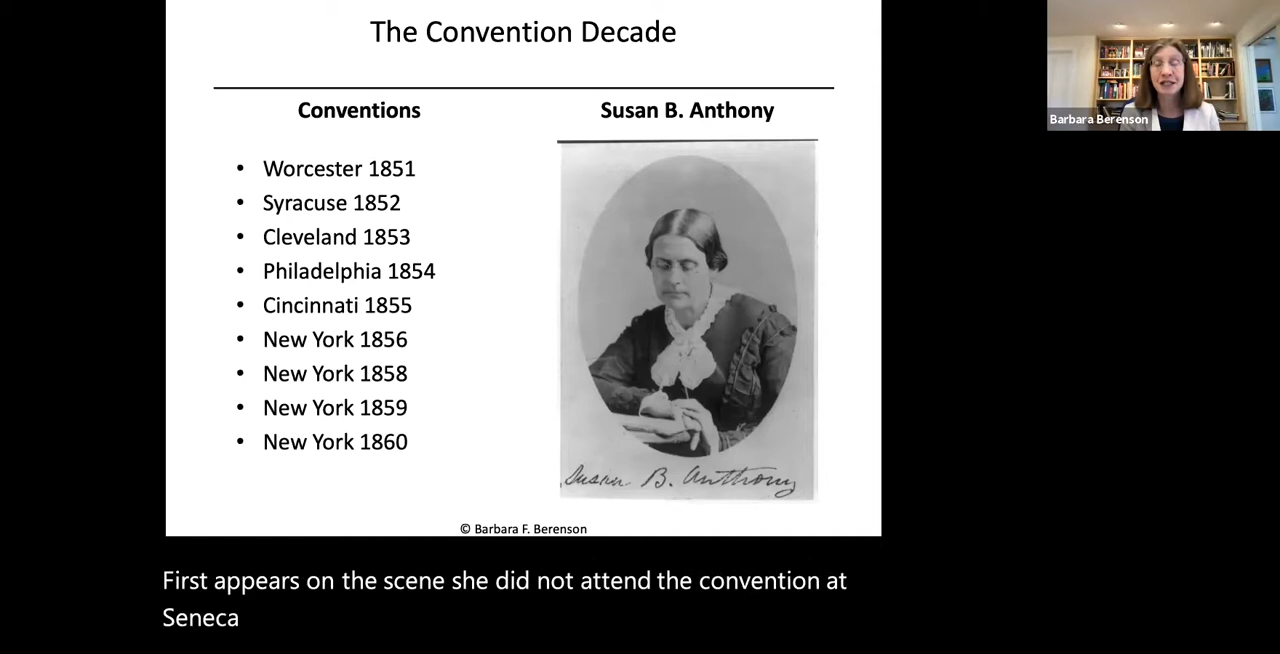 The Convention Decade
Conventions
Susan B. Anthony
Worcester 1851
Syracuse 1852
Cleveland 1853
Philadelphia 1854
Cincinnati 1855
New York 1856
New York 1858
New York 1859
New York 1860
Susan B. Anthony
© Barbara F. Berenson
Barbara Berenson
First appears on the scene she did not attend the convention at
Seneca